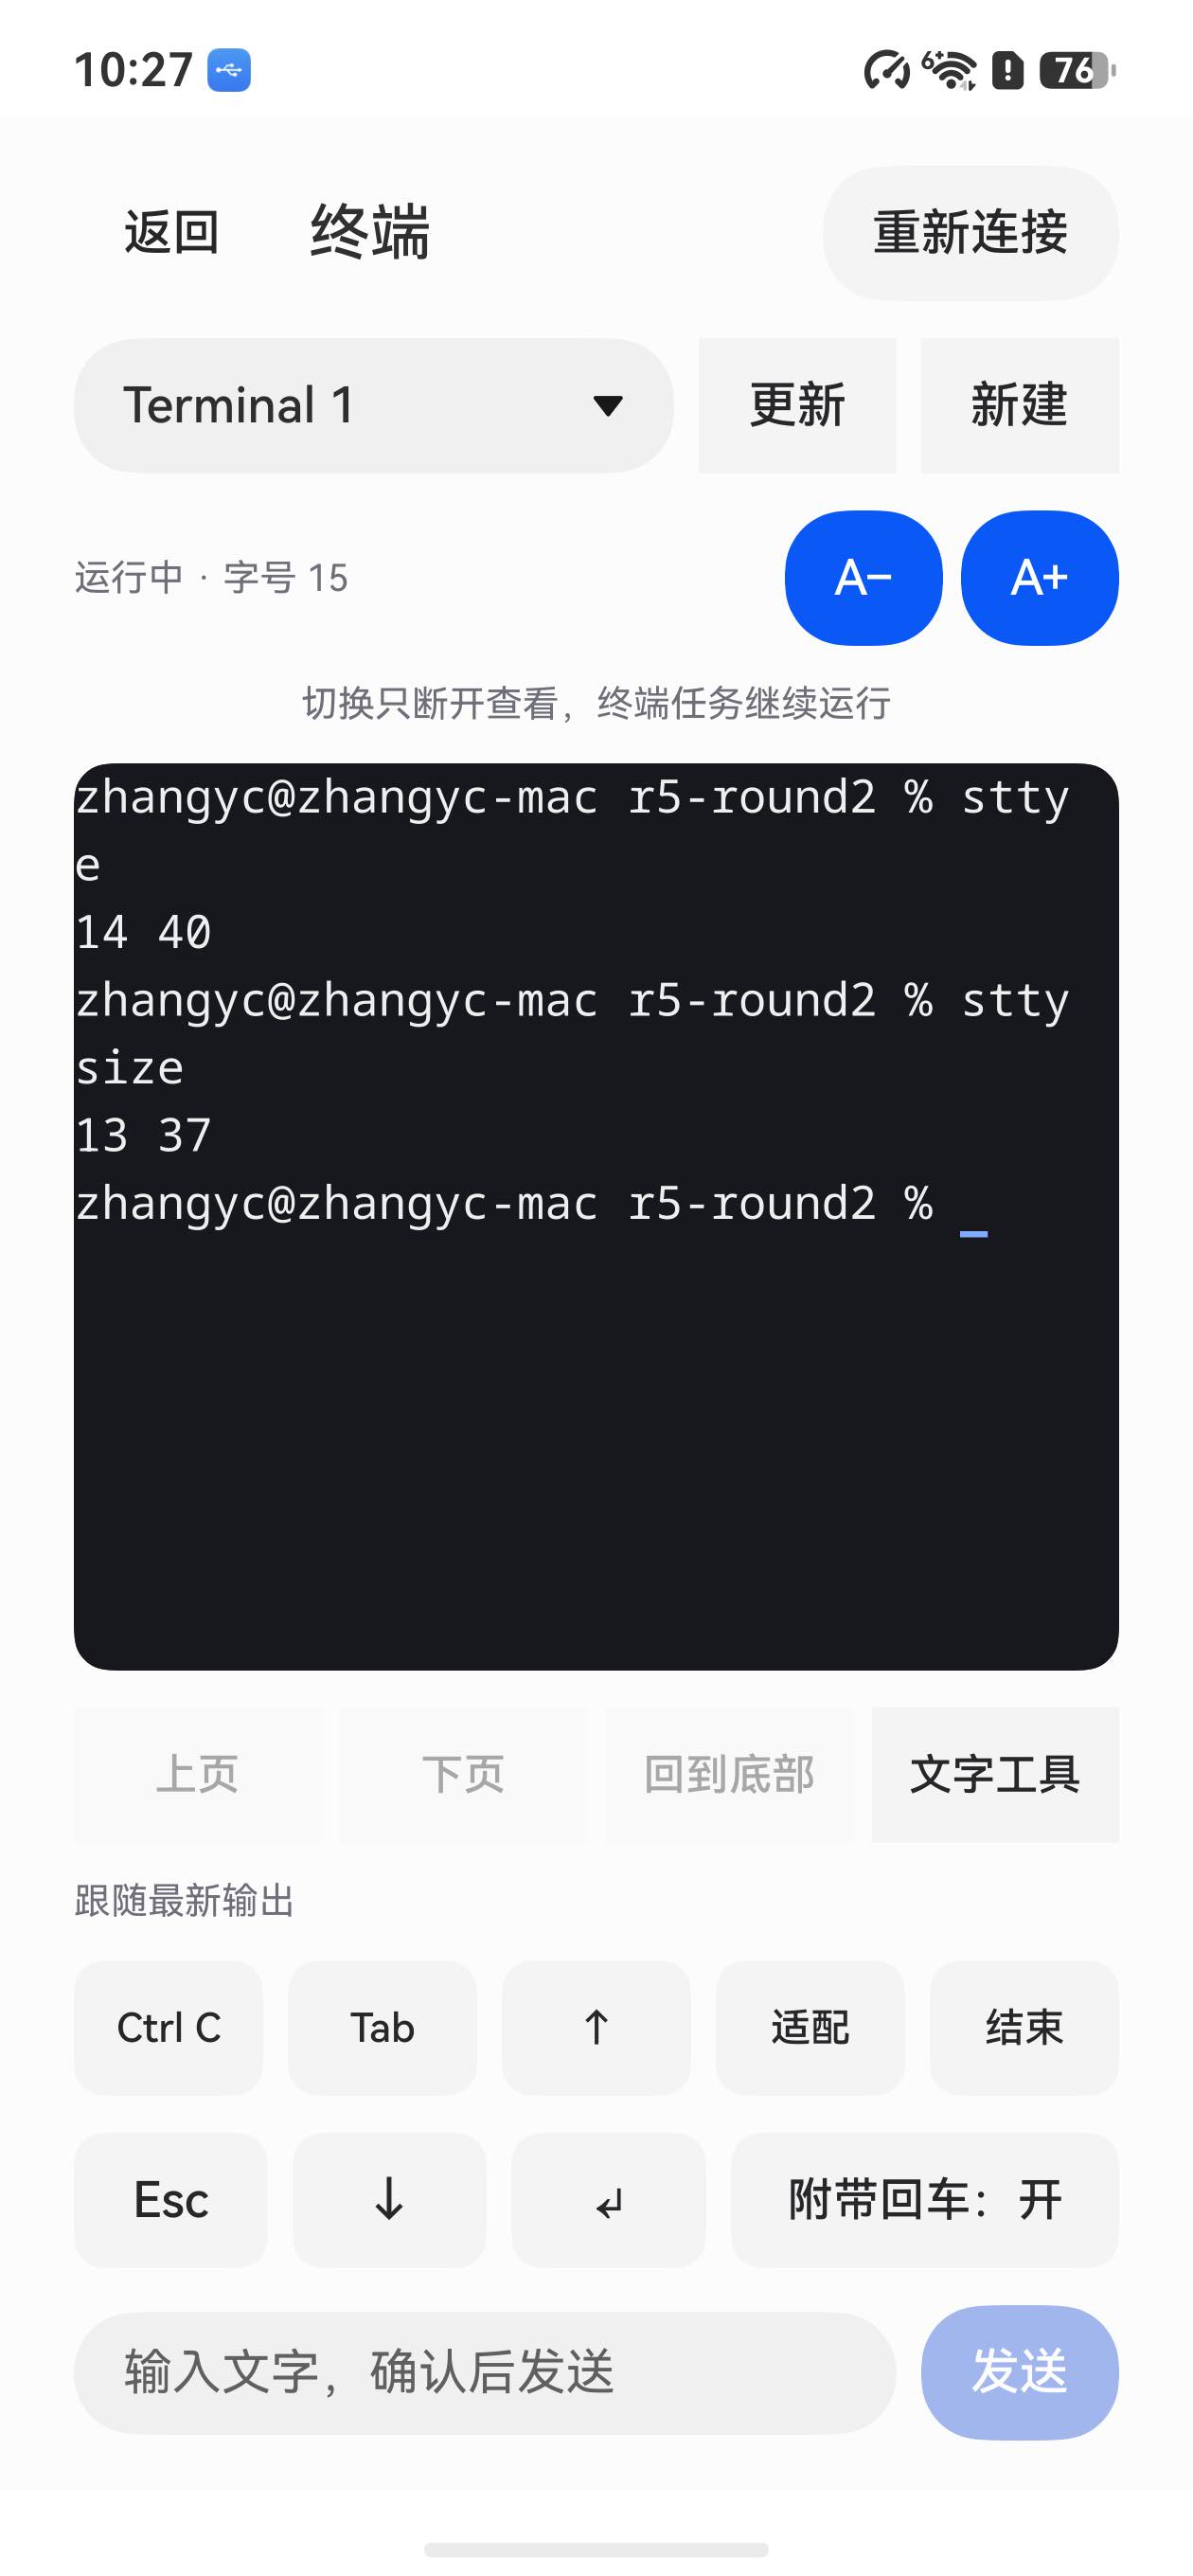 10:27
6+
76
返回
终端
重新连接
Terminal 1
更新
新建
运行中 · 字号 15
A−
A+
切换只断开查看，终端任务继续运行
zhangyc@zhangyc-mac r5-round2 % stty
e
14 40
zhangyc@zhangyc-mac r5-round2 % stty
size
13 37
zhangyc@zhangyc-mac r5-round2 % _
上页
下页
回到底部
文字工具
跟随最新输出
Ctrl C
Tab
↑
适配
结束
Esc
↓
↲
附带回车：开
输入文字，确认后发送
发送